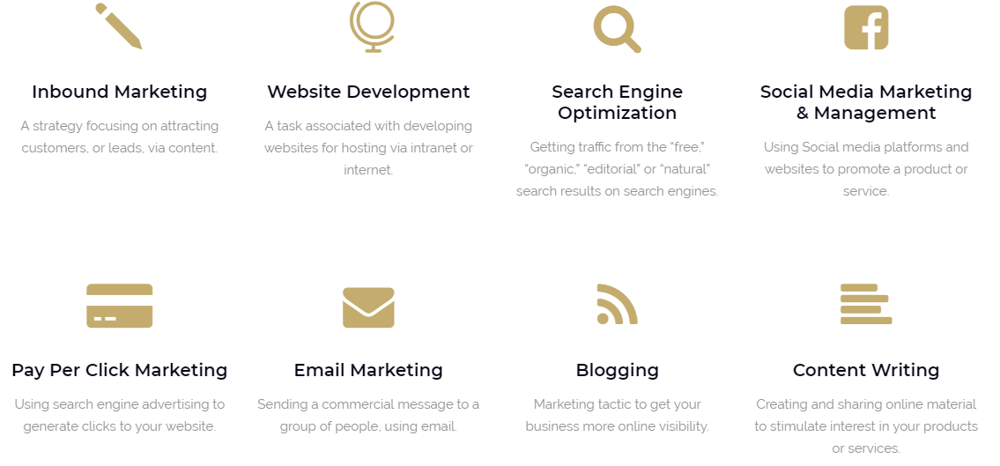 Inbound Marketing
A strategy focusing on attracting
customers, or leads, via content.
Website Development
A task associated with developing
websites for hosting via intranet or
internet.
Search Engine
Optimization
Getting traffic from the “free,”
“organic,” “editorial” or “natural”
search results on search engines.
Social Media Marketing
& Management
Using Social media platforms and
websites to promote a product or
service.
Pay Per Click Marketing
Using search engine advertising to
generate clicks to your website.
Email Marketing
Sending a commercial message to a
group of people, using email.
Blogging
Marketing tactic to get your
business more online visibility.
Content Writing
Creating and sharing online material
to stimulate interest in your products
or services.